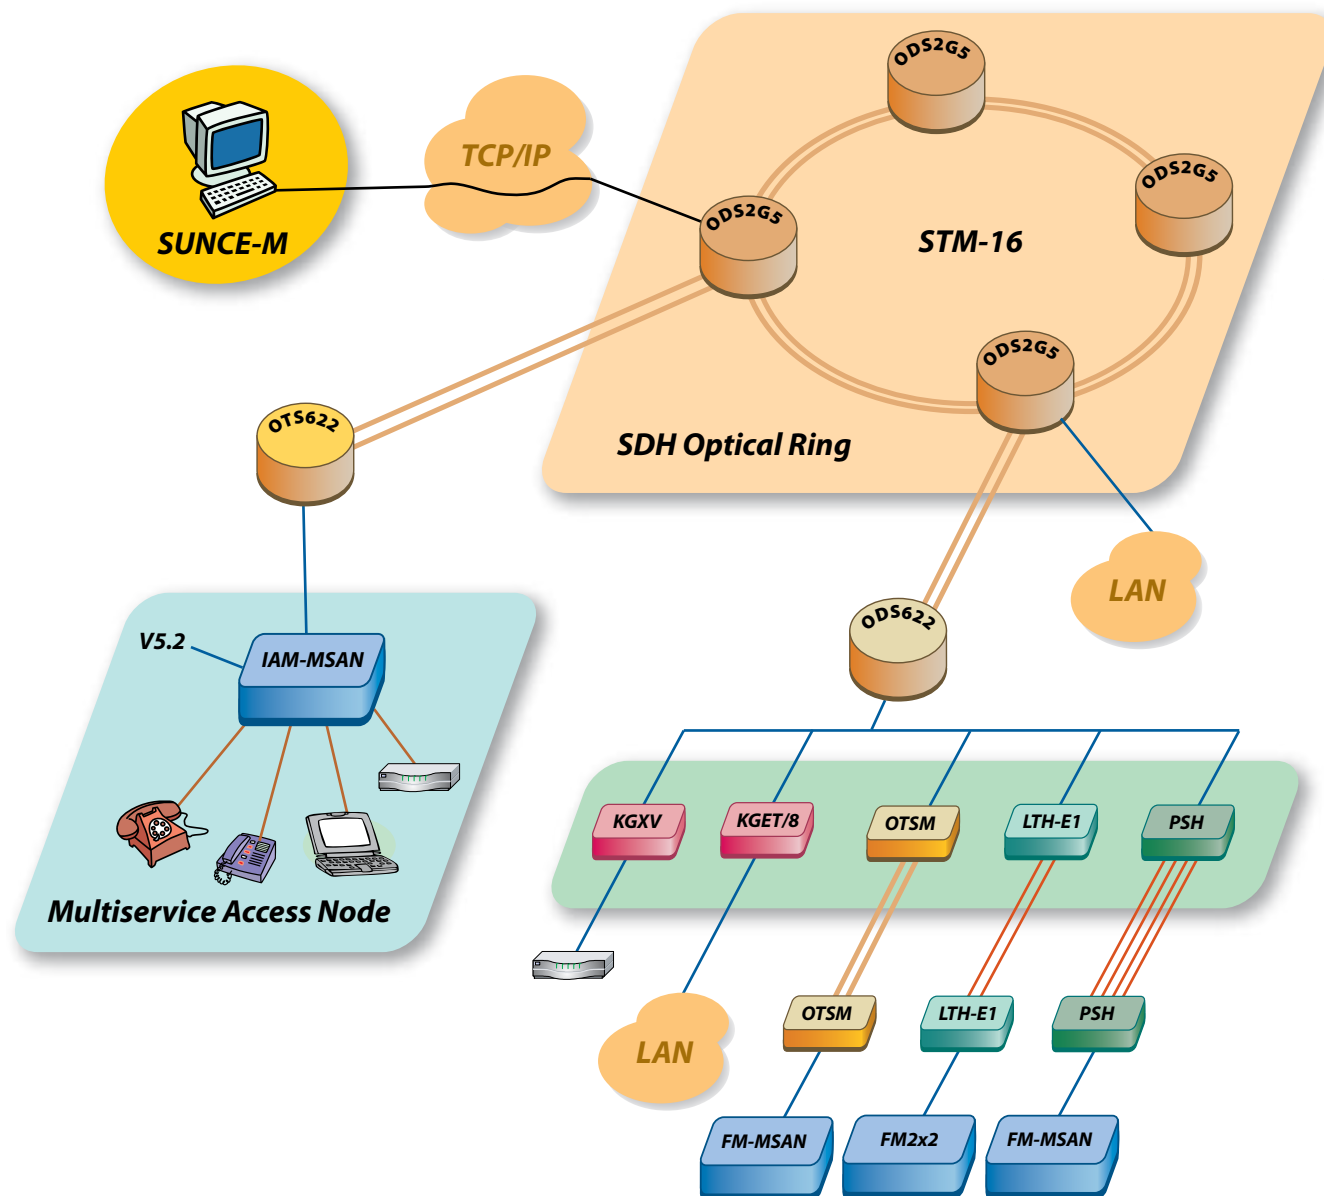 ODS2G5
TCP/IP
ODS2G5
SUNCE-M
ODS2G5
STM-16
ODS2G5
OTS622
SDH Optical Ring
LAN
ODS622
V5.2
IAM-MSAN
KGXV
KGET/8
OTSM
LTH-E1
PSH
Multiservice Access Node
OTSM
LTH-E1
PSH
LAN
FM-MSAN
FM2x2
FM-MSAN